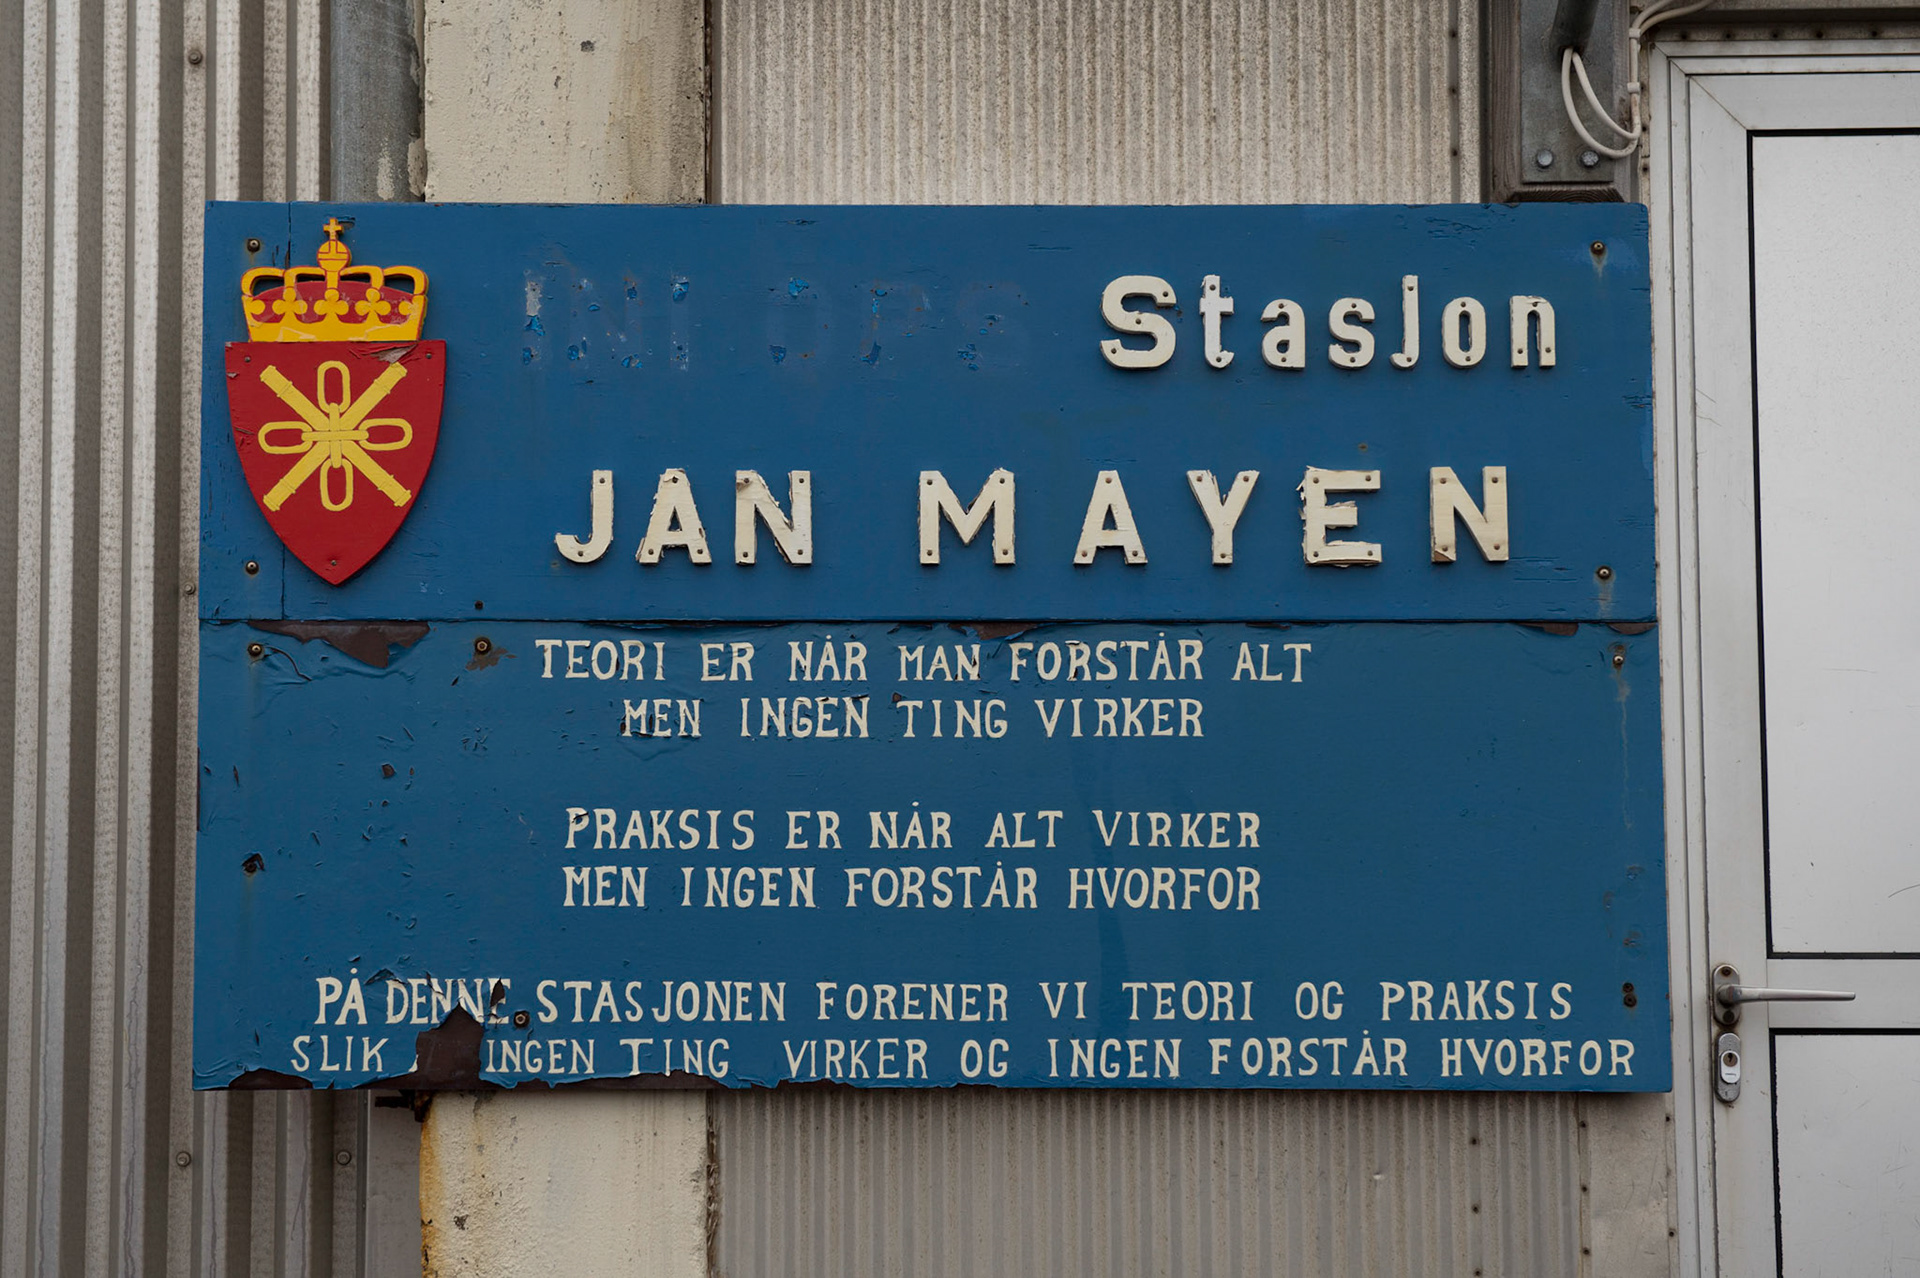 Stasjon
JAN MAYEN
TEORI ER NÅR MAN FORSTÅR ALT
MEN INGEN TING VIRKER
PRAKSIS ER NÅR ALT VIRKER
MEN INGEN FORSTÅR HVORFOR
PÅ DENNE STASJONEN FORENER VI TEORI OG PRAKSIS
SLIK INGEN TING VIRKER OG INGEN FORSTÅR HVORFOR